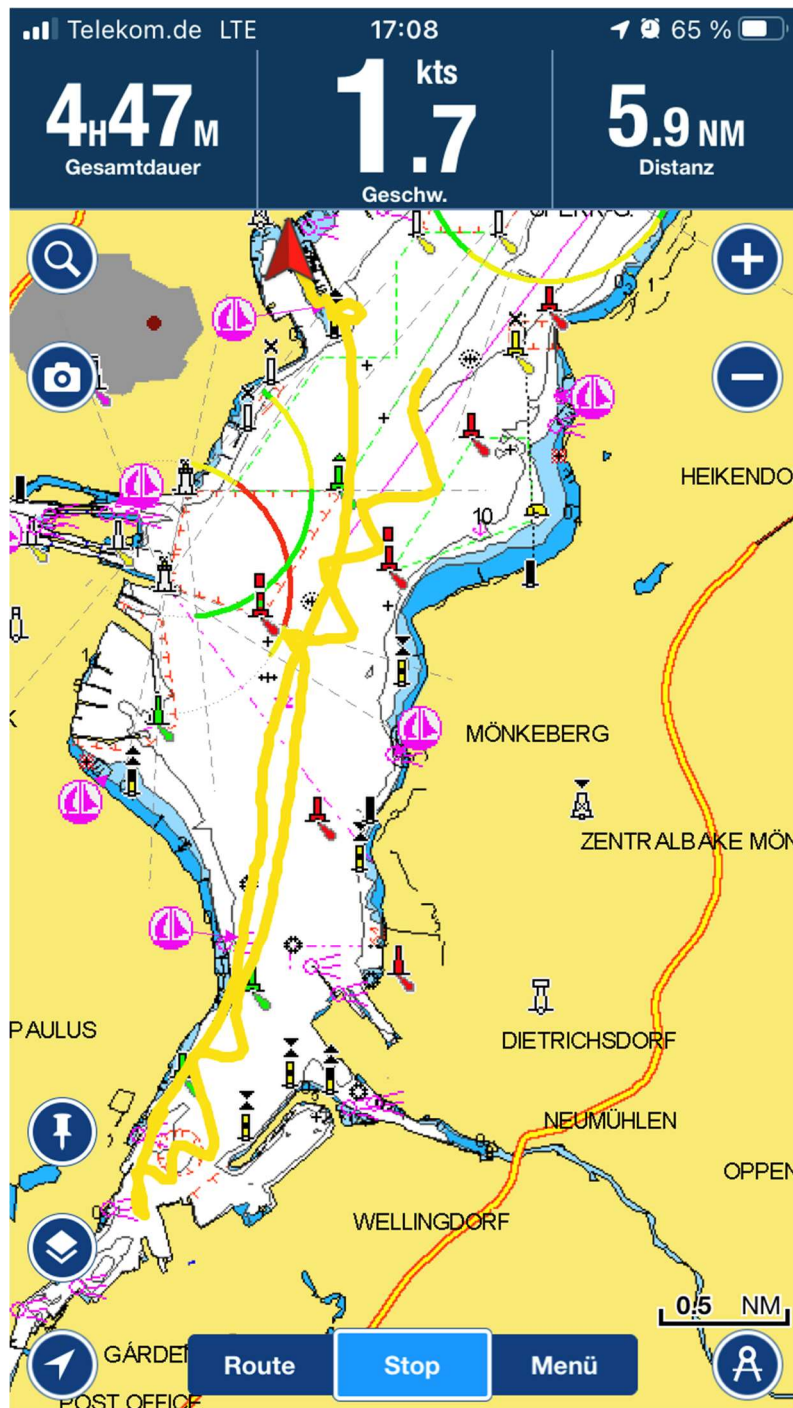 Telekom.de LTE 17:08 65 %
4H47M 1.7 kts 5.9 NM
Gesamtdauer Geschw. Distanz
HEIKENDO
10
MÖNKEBERG
ZENTRALBAKE MÖN
PAULUS
DIETRICHSDORF
NEUMÜHLEN
OPPEN
WELLINGDORF
0.5 NM
GÁRDEN
Route Stop Menü
POST OFFICE